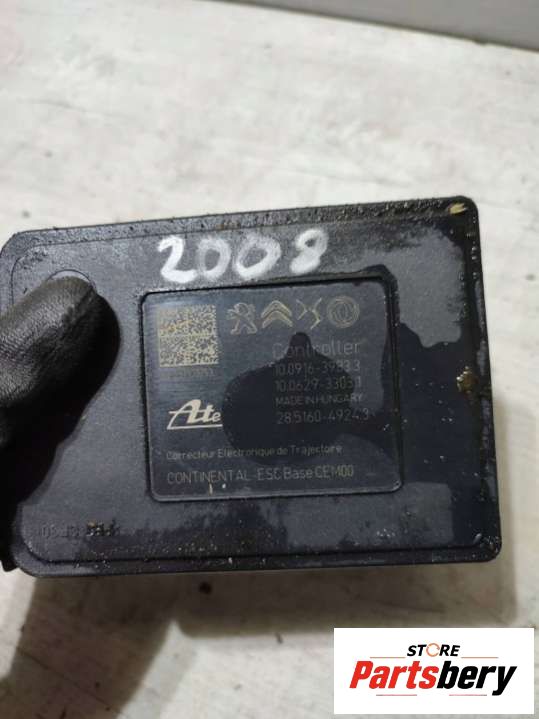 2008
Controller
10.0916-3983.3
10.0629-3303.1
MADE IN HUNGARY
28.5160-4924.3
Ate
Correcteur Electronique de Trajectoire
CONTINENTAL-ESC Base CEM00
STORE
Partsbery